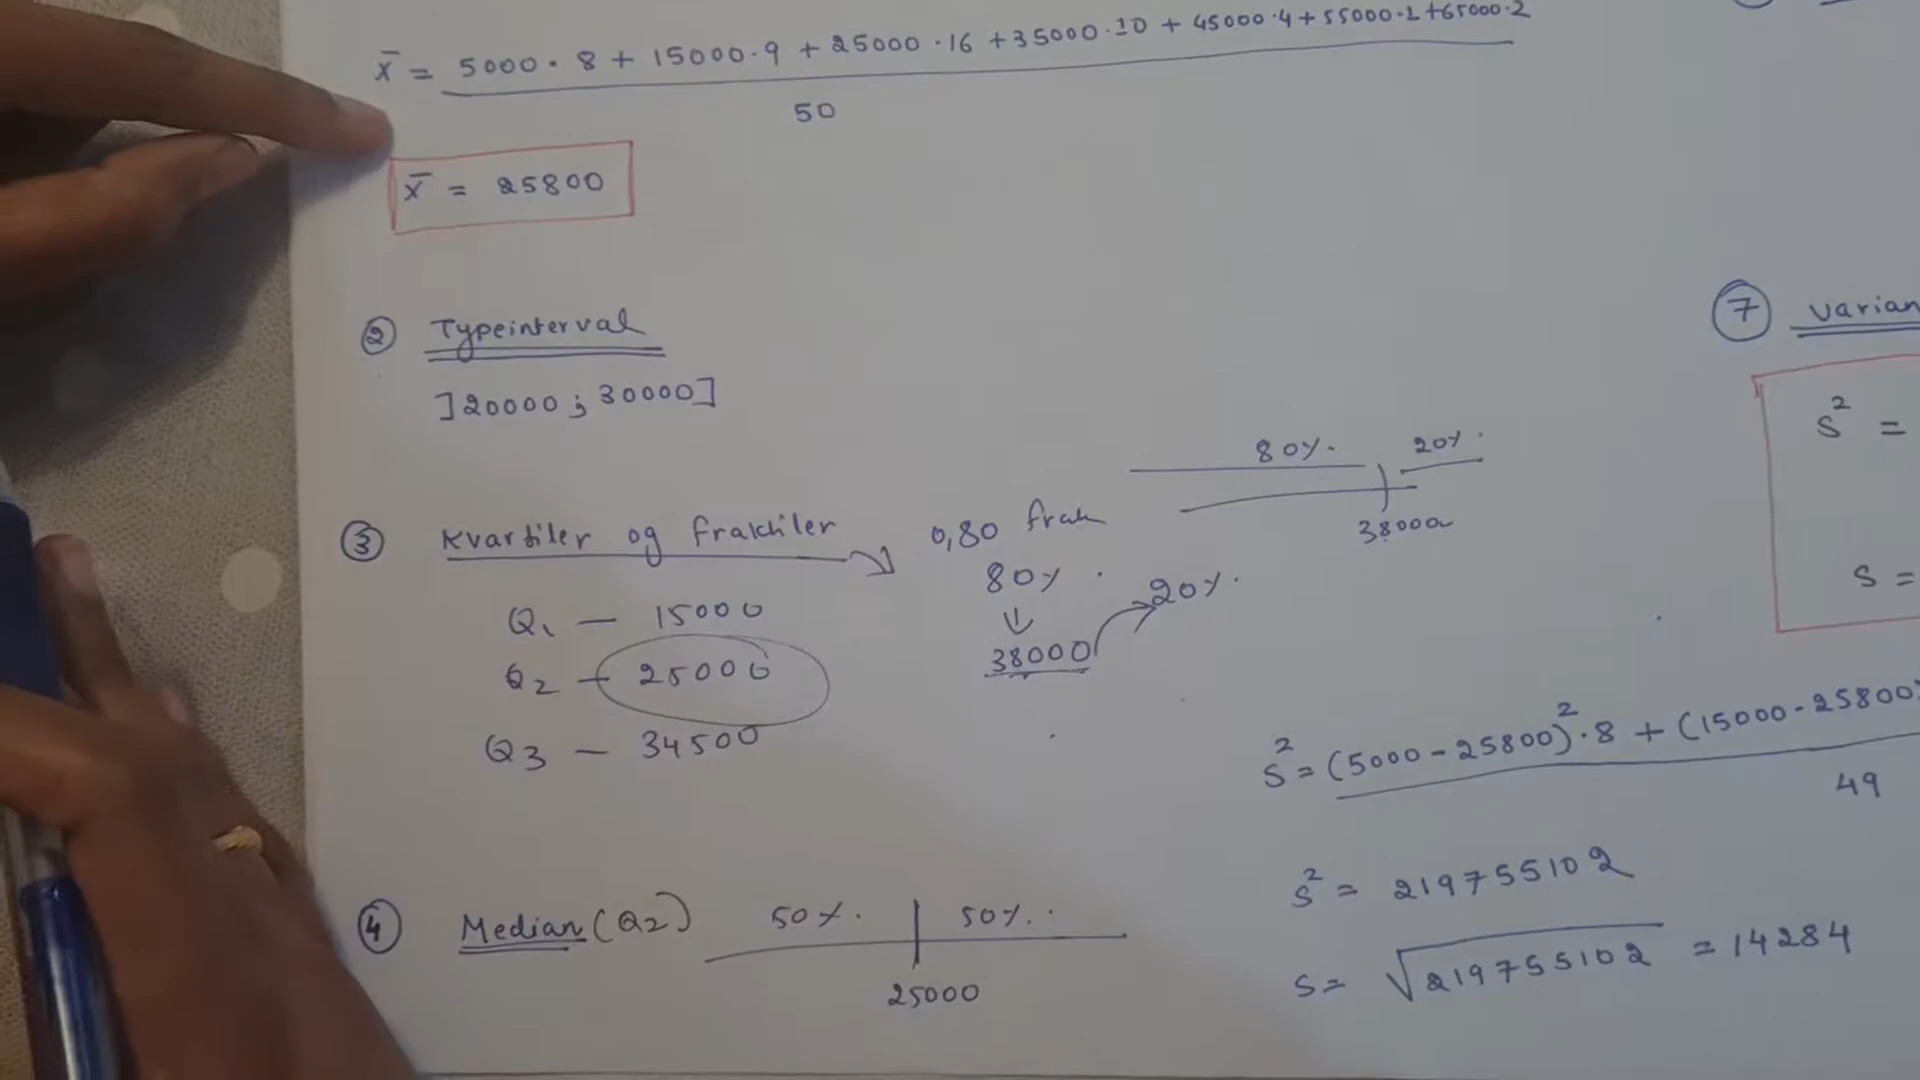 x̄ = 5000 · 8 + 15000 · 9 + 25000 · 16 + 35000 · 10 + 45000 · 4 + 55000 · 1 + 65000 · 2
50
x̄ = 25800
② Typeinterval
]20000 ; 30000]
③ Kvartiler og fraktiler
Q1 — 15000
Q2 — 25000
Q3 — 34500
0,80 frak
80%
38000
20%
80% 20%
38000
④ Median (Q2)
50% 50%
25000
⑦ varian
S² =
S =
S² = (5000 - 25800)² · 8 + (15000 - 25800)
49
S² = 219755102
S = √219755102 = 14284